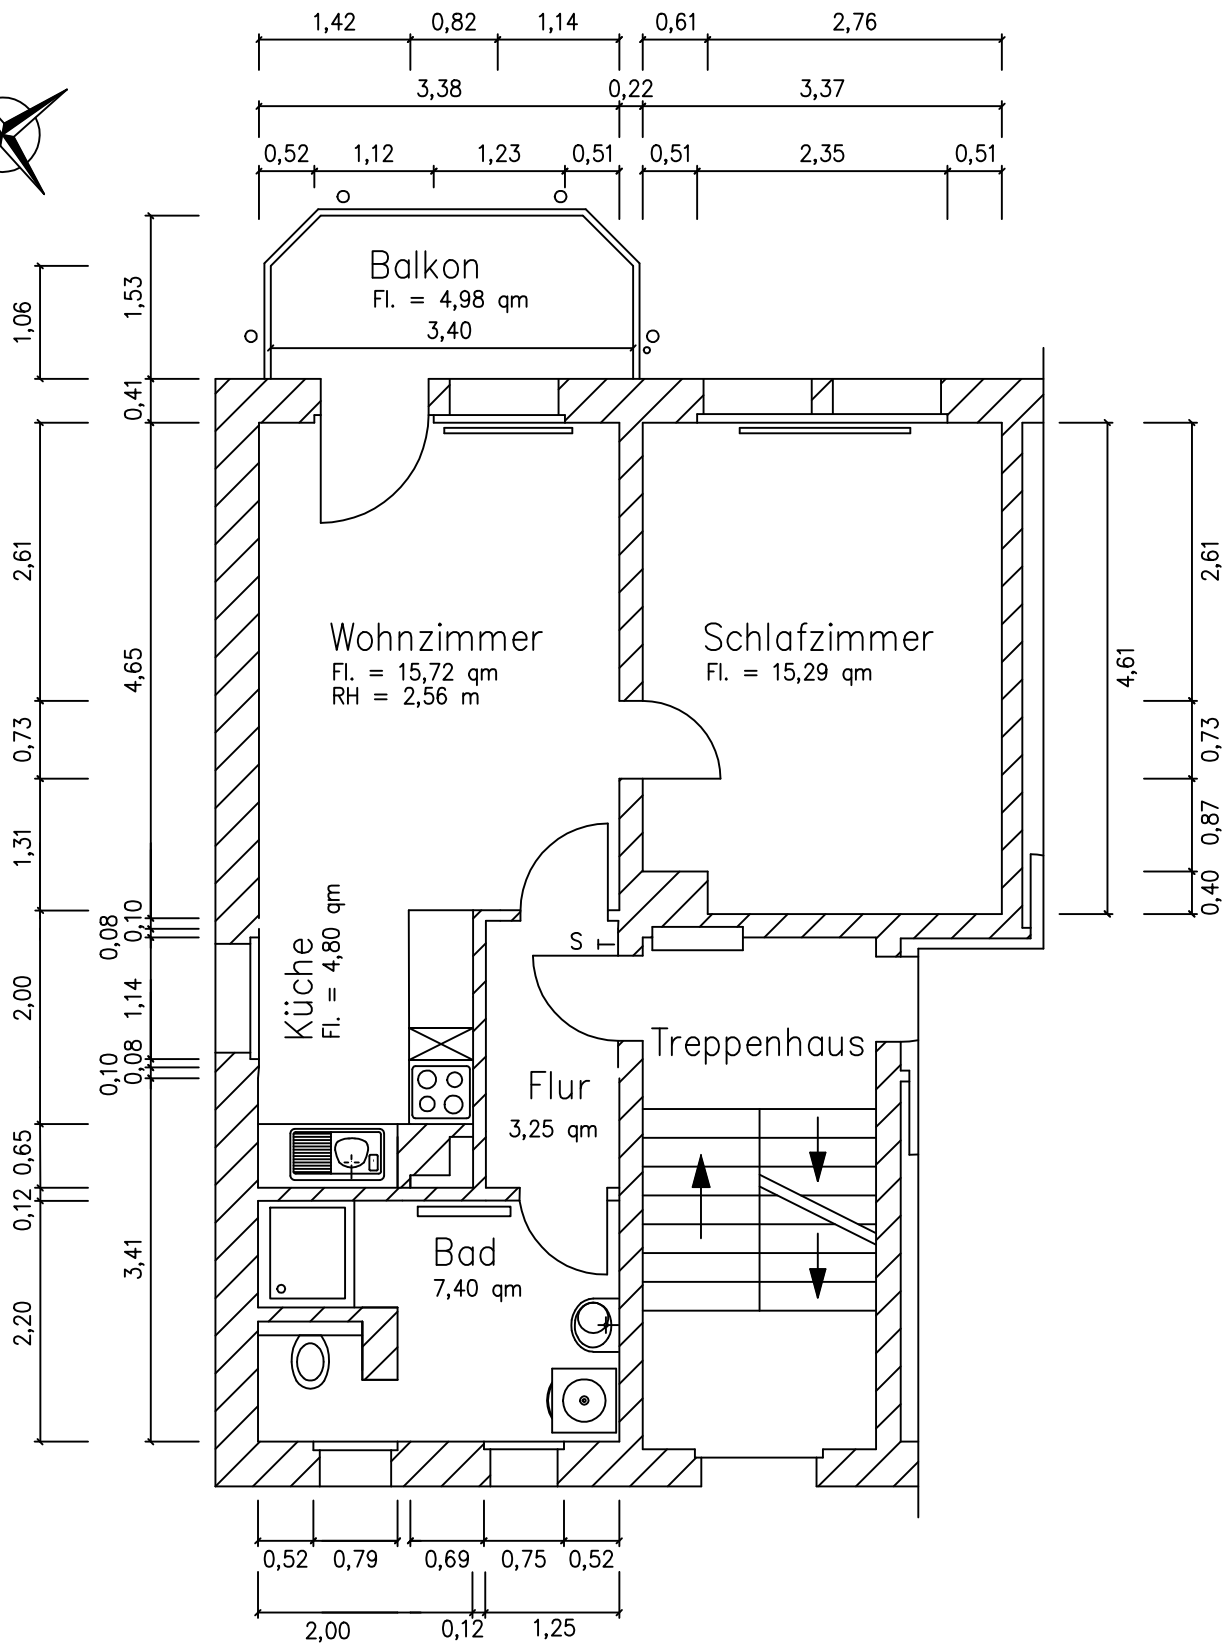 1,42 0,82 1,14 0,61 2,76
3,38 0,22 3,37
0,52 1,12 1,23 0,51 0,51 2,35 0,51
Balkon
Fl. = 4,98 qm
3,40
1,06
1,53
0,41
2,61
4,65
0,73
1,31
0,10
0,08
2,00
1,14
0,08
0,10
0,65
0,12
3,41
2,20
Wohnzimmer
Fl. = 15,72 qm
RH = 2,56 m
Schlafzimmer
Fl. = 15,29 qm
4,61
2,61
0,73
0,87
0,40
Küche
Fl. = 4,80 qm
S T
Treppenhaus
Flur
3,25 qm
Bad
7,40 qm
0,52 0,79 0,69 0,75 0,52
2,00 0,12 1,25